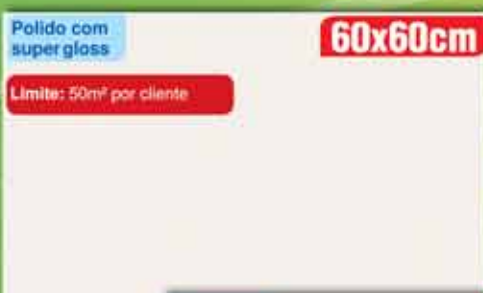 Polido com
super gloss
60x60cm
Limite: 50m² por cliente